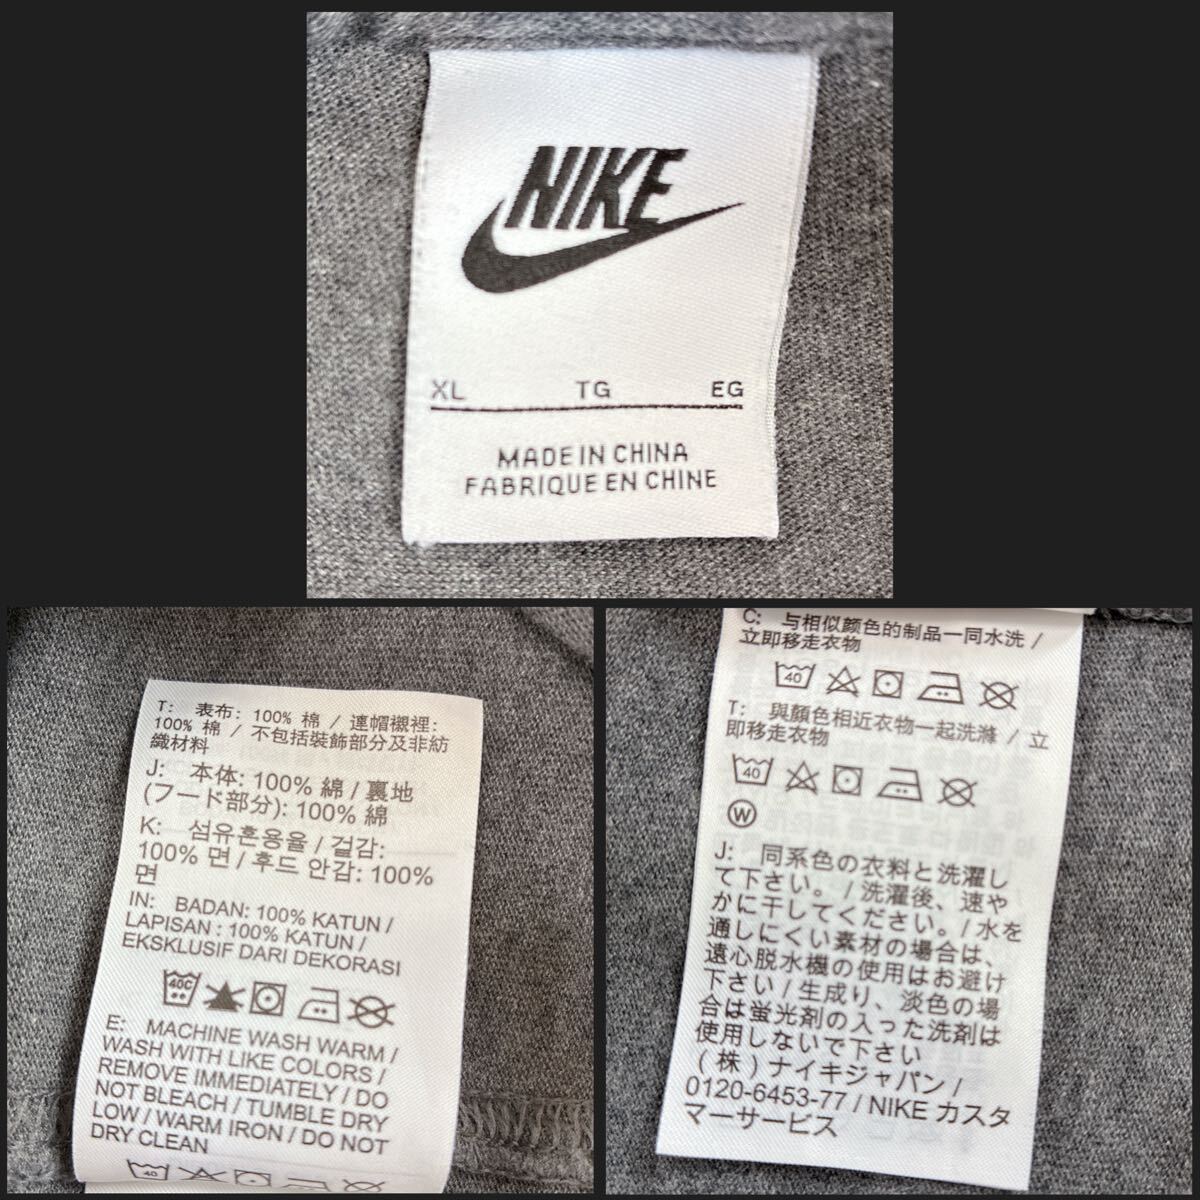 NIKE
XL TG EG
MADE IN CHINA
FABRIQUE EN CHINE
T: 表布: 100% 棉 / 連帽襯裡:
100% 棉 / 不包括裝飾部分及非紡
織材料
J: 本体: 100% 綿 / 裏地
(フード部分): 100% 綿
K: 섬유혼용율 / 겉감:
100% 면 / 후드 안감: 100%
면
IN: BADAN: 100% KATUN /
LAPISAN : 100% KATUN /
EKSKLUSIF DARI DEKORASI
40C
E: MACHINE WASH WARM /
WASH WITH LIKE COLORS /
REMOVE IMMEDIATELY / DO
NOT BLEACH / TUMBLE DRY
LOW / WARM IRON / DO NOT
DRY CLEAN
40
C: 与相似颜色的制品一同水洗 /
立即移走衣物
40
T: 與顏色相近衣物一起洗滌 / 立
即移走衣物
40
W
J: 同系色の衣料と洗濯し
て下さい。 / 洗濯後、速や
かに干してください。 / 水を
通しにくい素材の場合は、
遠心脱水機の使用はお避け
下さい / 生成り、淡色の場
合は蛍光剤の入った洗剤は
使用しないで下さい
(株) ナイキジャパン /
0120-6453-77 / NIKE カスタ
マーサービス